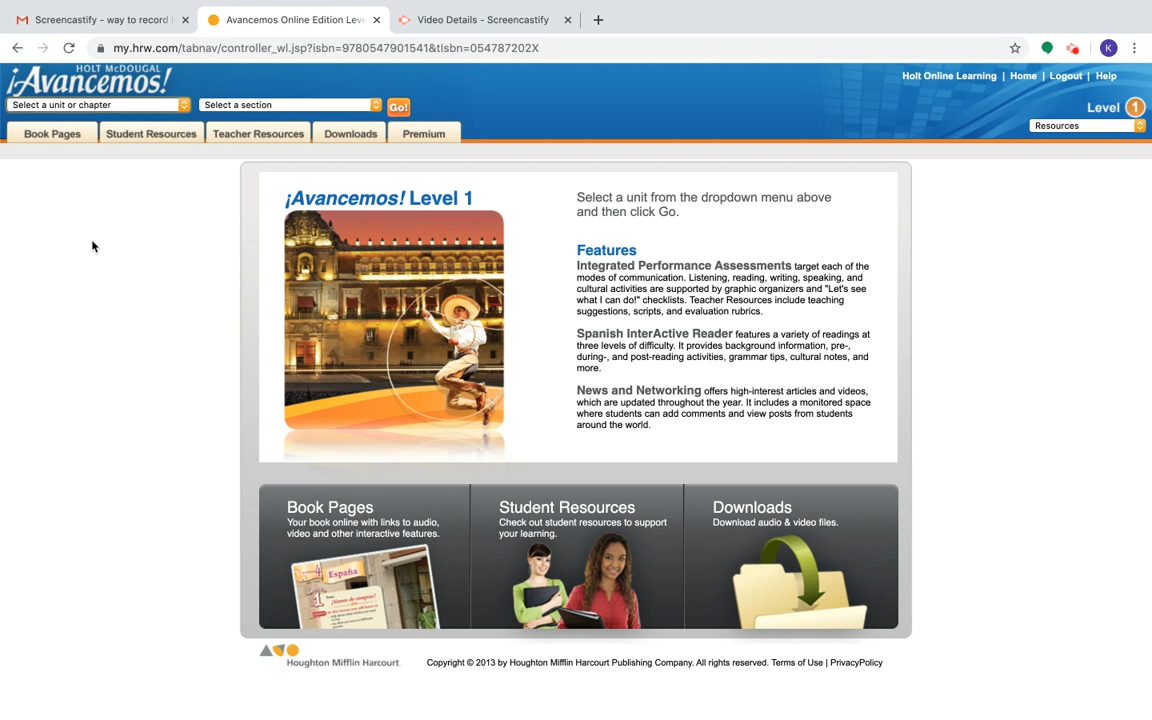 Screencastify - way to record
Avancemos Online Edition Leve
Video Details - Screencastify
my.hrw.com/tabnav/controller_wl.jsp?isbn=9780547901541&tlsbn=054787202X
K
HOLT McDOUGAL
¡Avancemos!
Holt Online Learning | Home | Logout | Help
Select a unit or chapter
Select a section
Go!
Level 1
Resources
Book Pages
Student Resources
Teacher Resources
Downloads
Premium
¡Avancemos! Level 1
Select a unit from the dropdown menu above
and then click Go.
Features
Integrated Performance Assessments target each of the
modes of communication. Listening, reading, writing, speaking, and
cultural activities are supported by graphic organizers and "Let's see
what I can do!" checklists. Teacher Resources include teaching
suggestions, scripts, and evaluation rubrics.
Spanish InterActive Reader features a variety of readings at
three levels of difficulty. It provides background information, pre-,
during-, and post-reading activities, grammar tips, cultural notes, and
more.
News and Networking offers high-interest articles and videos,
which are updated throughout the year. It includes a monitored space
where students can add comments and view posts from students
around the world.
Book Pages
Your book online with links to audio,
video and other interactive features.
España
1
¡Vamos de compras!
Student Resources
Check out student resources to support
your learning.
Downloads
Download audio & video files.
Houghton Mifflin Harcourt
Copyright © 2013 by Houghton Mifflin Harcourt Publishing Company. All rights reserved. Terms of Use | PrivacyPolicy